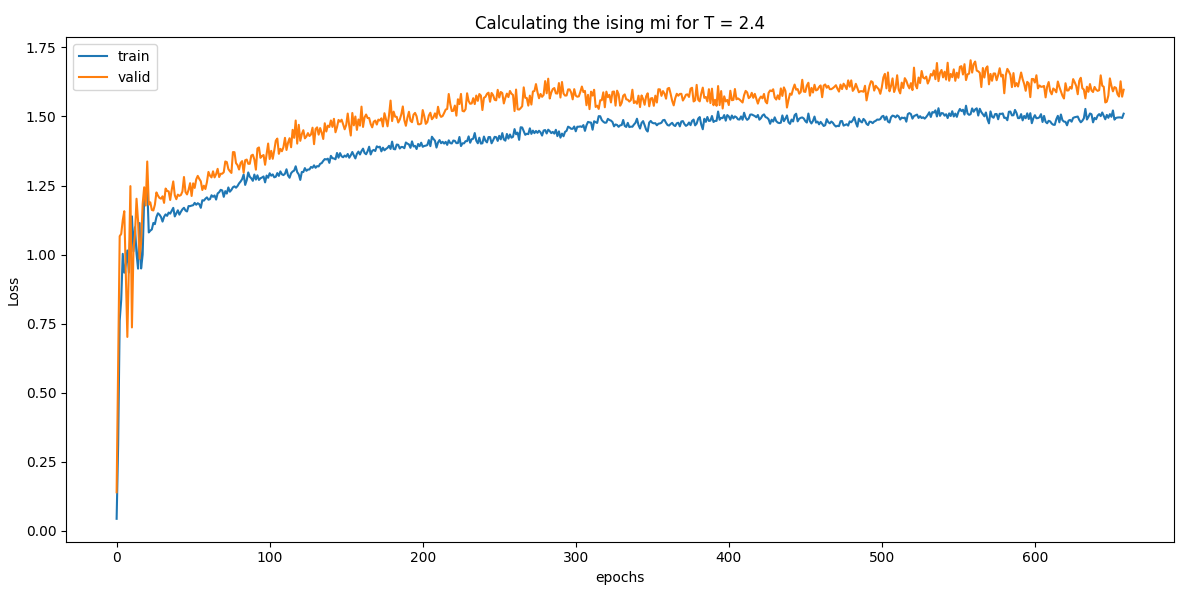 Calculating the ising mi for T = 2.4
train
valid
Loss
1.75
1.50
1.25
1.00
0.75
0.50
0.25
0.00
0 100 200 300 400 500 600
epochs